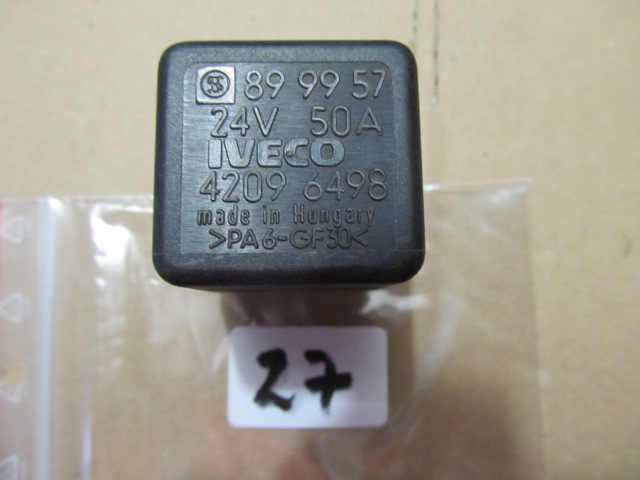 89 99 57
24V 50A
IVECO
4209 6498
made in Hungary
>PA6-GF30<
27